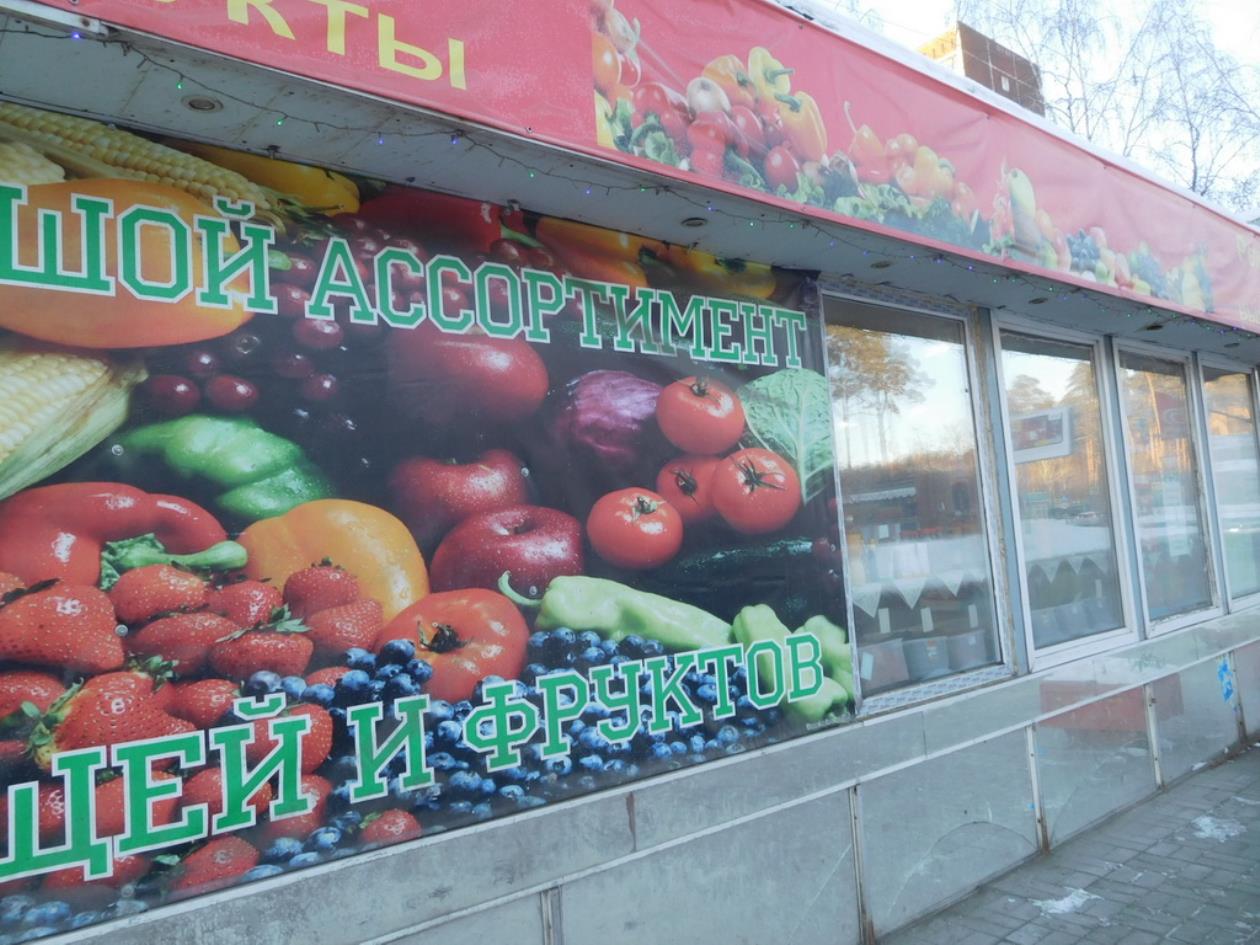 КТЫ
ШОЙ АССОРТИМЕНТ
ЩЕЙ И ФРУКТОВ